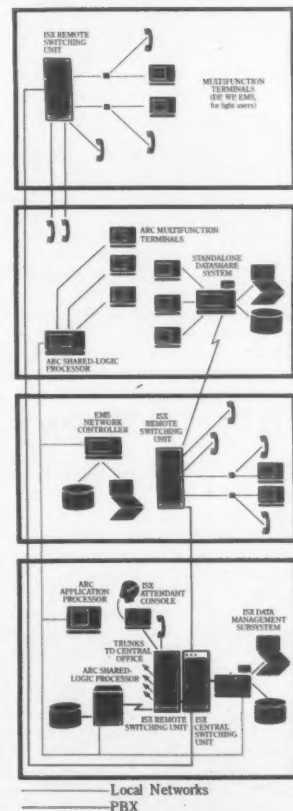 ISX REMOTE
SWITCHING
UNIT
MULTIFUNCTION
TERMINALS
(DP, WP, EMS,
for light users)
ARC MULTIFUNCTION
TERMINALS
STANDALONE
DATASHARE
SYSTEM
ARC SHARED-LOGIC
PROCESSOR
EMS
NETWORK
CONTROLLER
ISX
REMOTE
SWITCHING
UNIT
ARC
APPLICATION
PROCESSOR
ISX
ATTENDANT
CONSOLE
ISX DATA
MANAGEMENT
SUBSYSTEM
TRUNKS
TO CENTRAL
OFFICE
ARC SHARED-
LOGIC PROCESSOR
ISX REMOTE
SWITCHING UNIT
ISX
CENTRAL
SWITCHING
UNIT
Local Networks
PBX